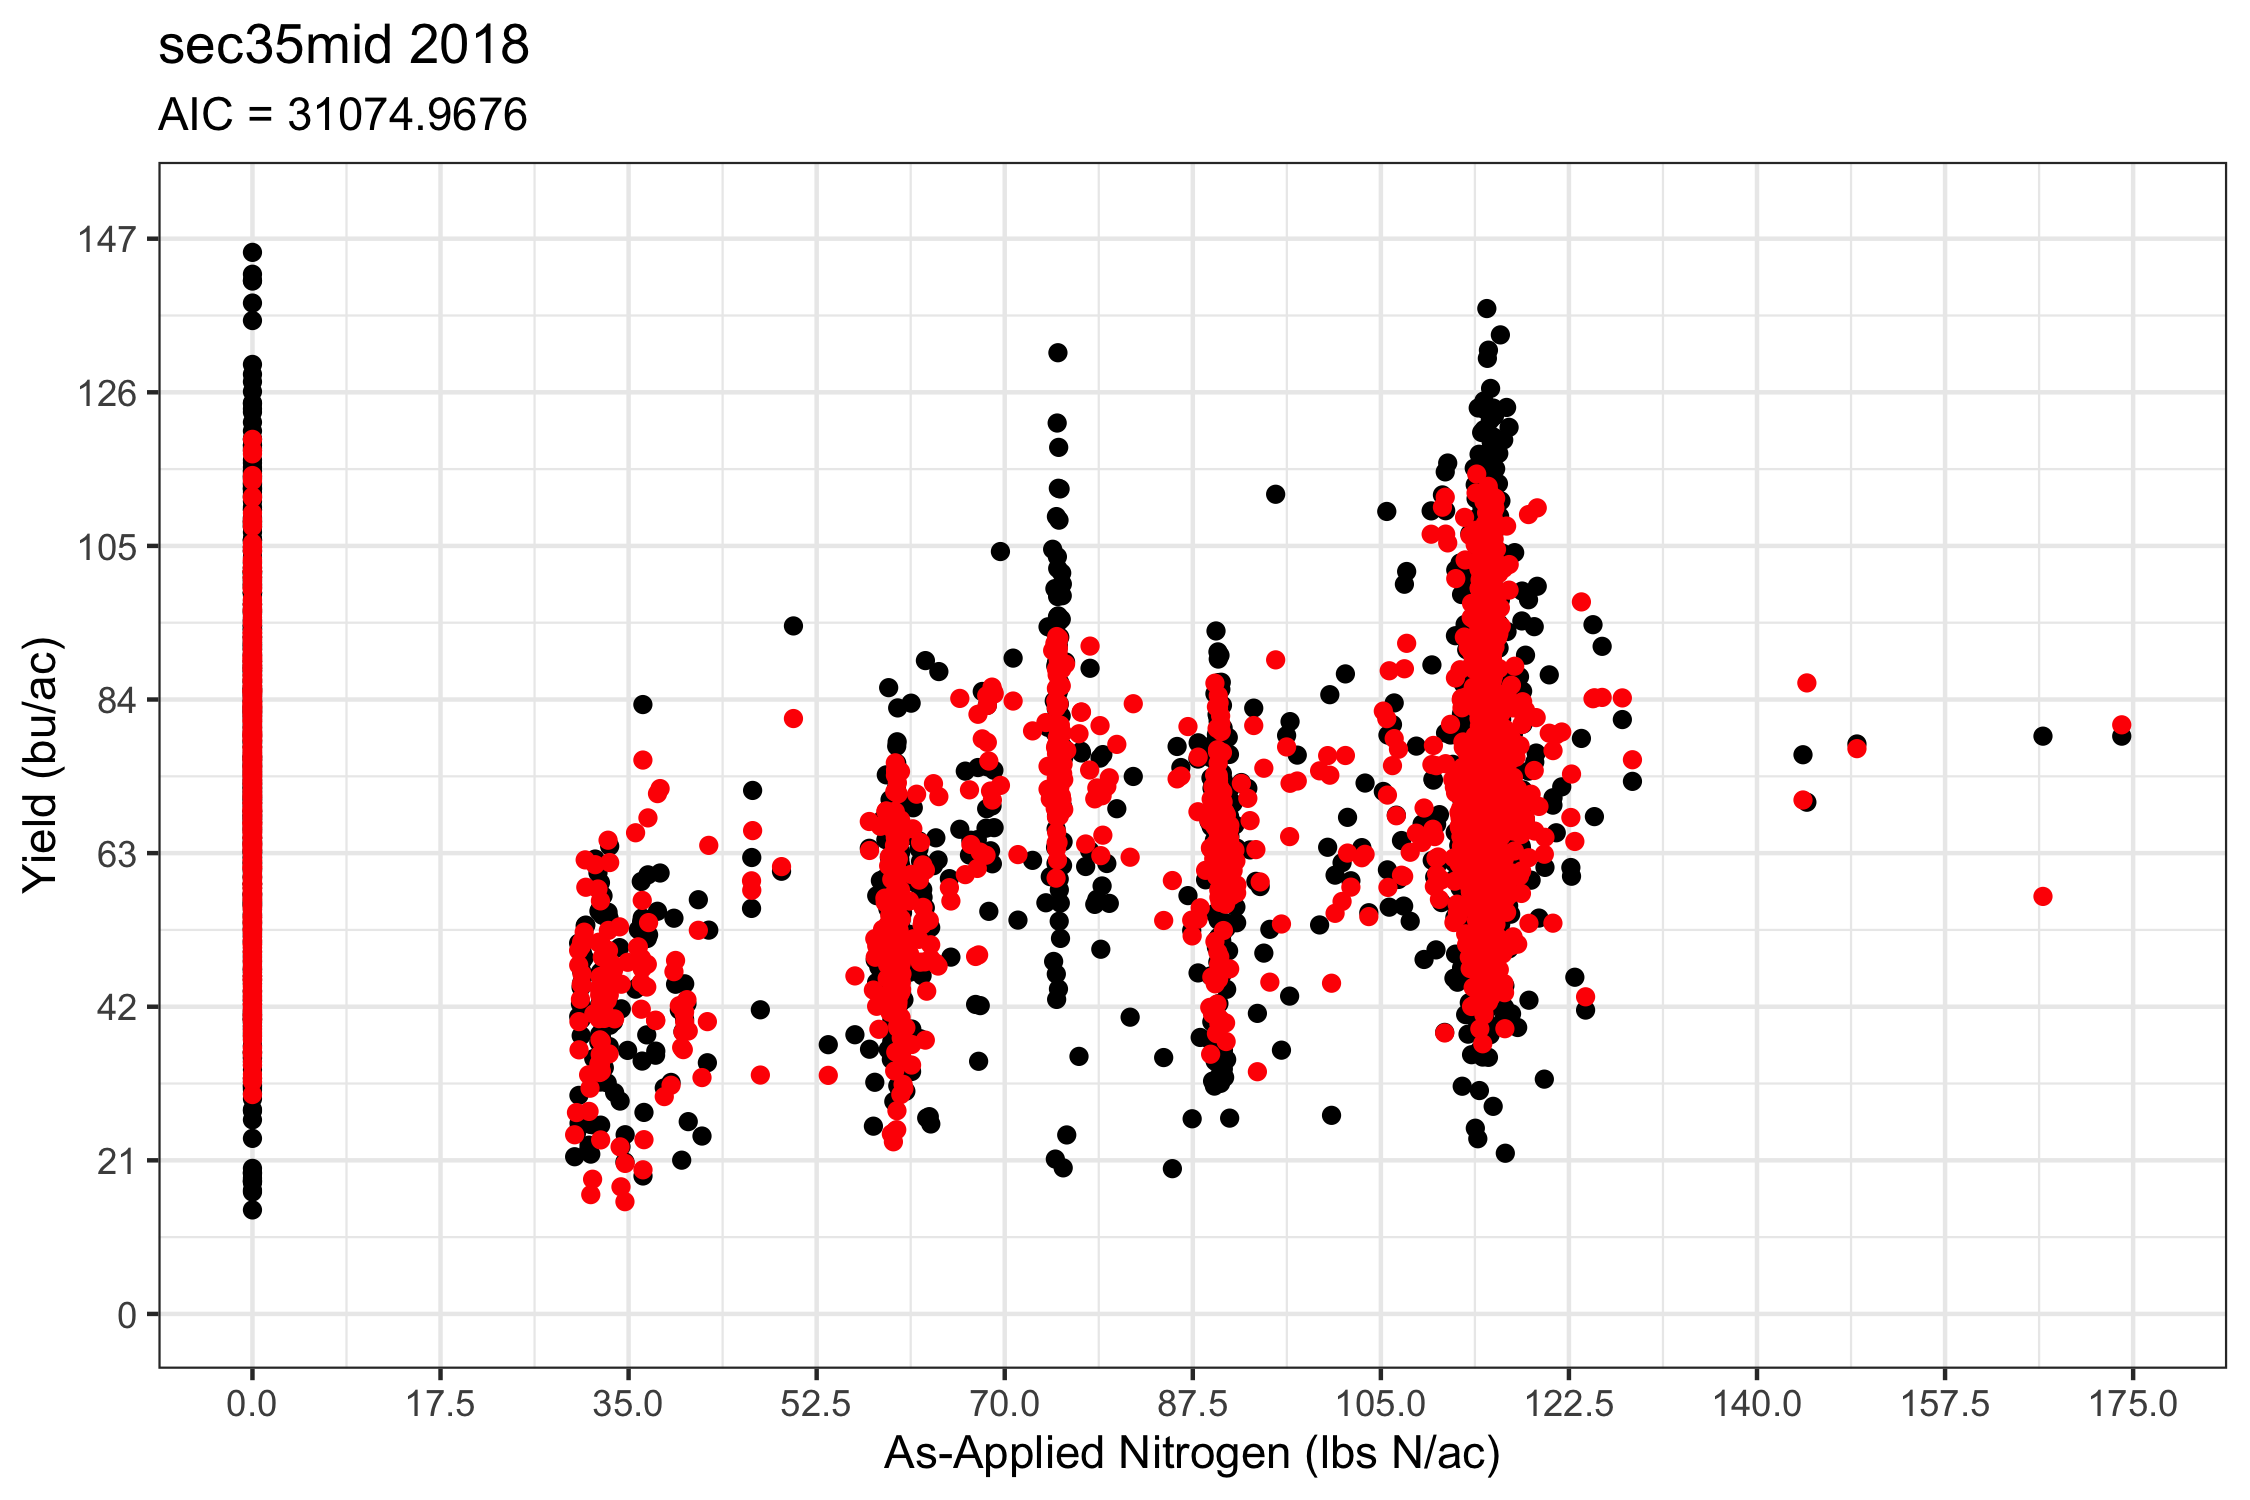 sec35mid 2018
AIC = 31074.9676
147
126
105
84
63
42
21
0
Yield (bu/ac)
0.0 17.5 35.0 52.5 70.0 87.5 105.0 122.5 140.0 157.5 175.0
As-Applied Nitrogen (lbs N/ac)